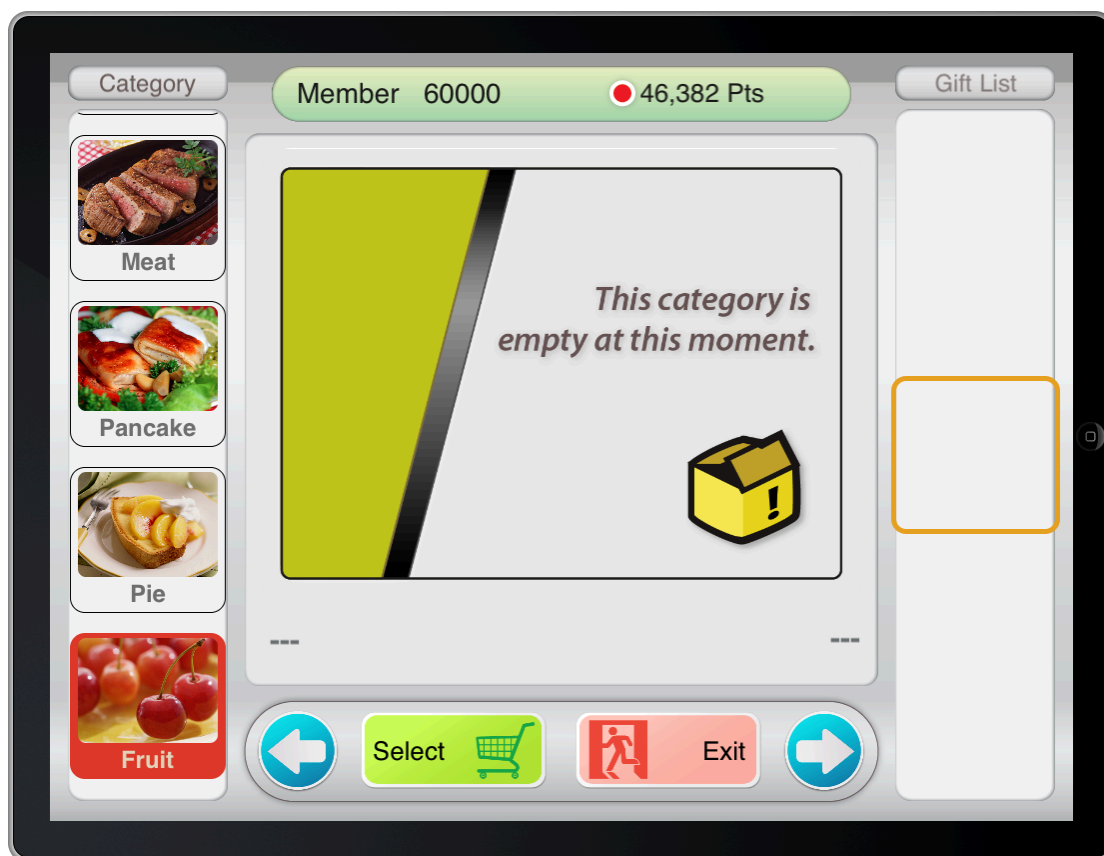 Category
Member 60000
46,382 Pts
Gift List
Meat
Pancake
Pie
Fruit
This category is
empty at this moment.
!
---
---
Select
Exit